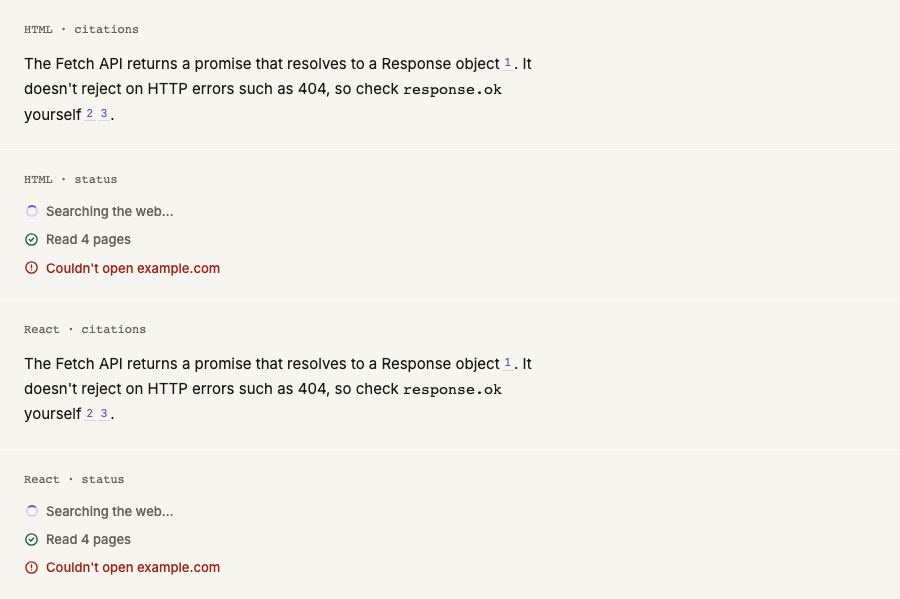 HTML · citations
The Fetch API returns a promise that resolves to a Response object 1. It
doesn't reject on HTTP errors such as 404, so check response.ok
yourself 2 3.
HTML · status
Searching the web…
Read 4 pages
Couldn't open example.com
React · citations
The Fetch API returns a promise that resolves to a Response object 1. It
doesn't reject on HTTP errors such as 404, so check response.ok
yourself 2 3.
React · status
Searching the web…
Read 4 pages
Couldn't open example.com